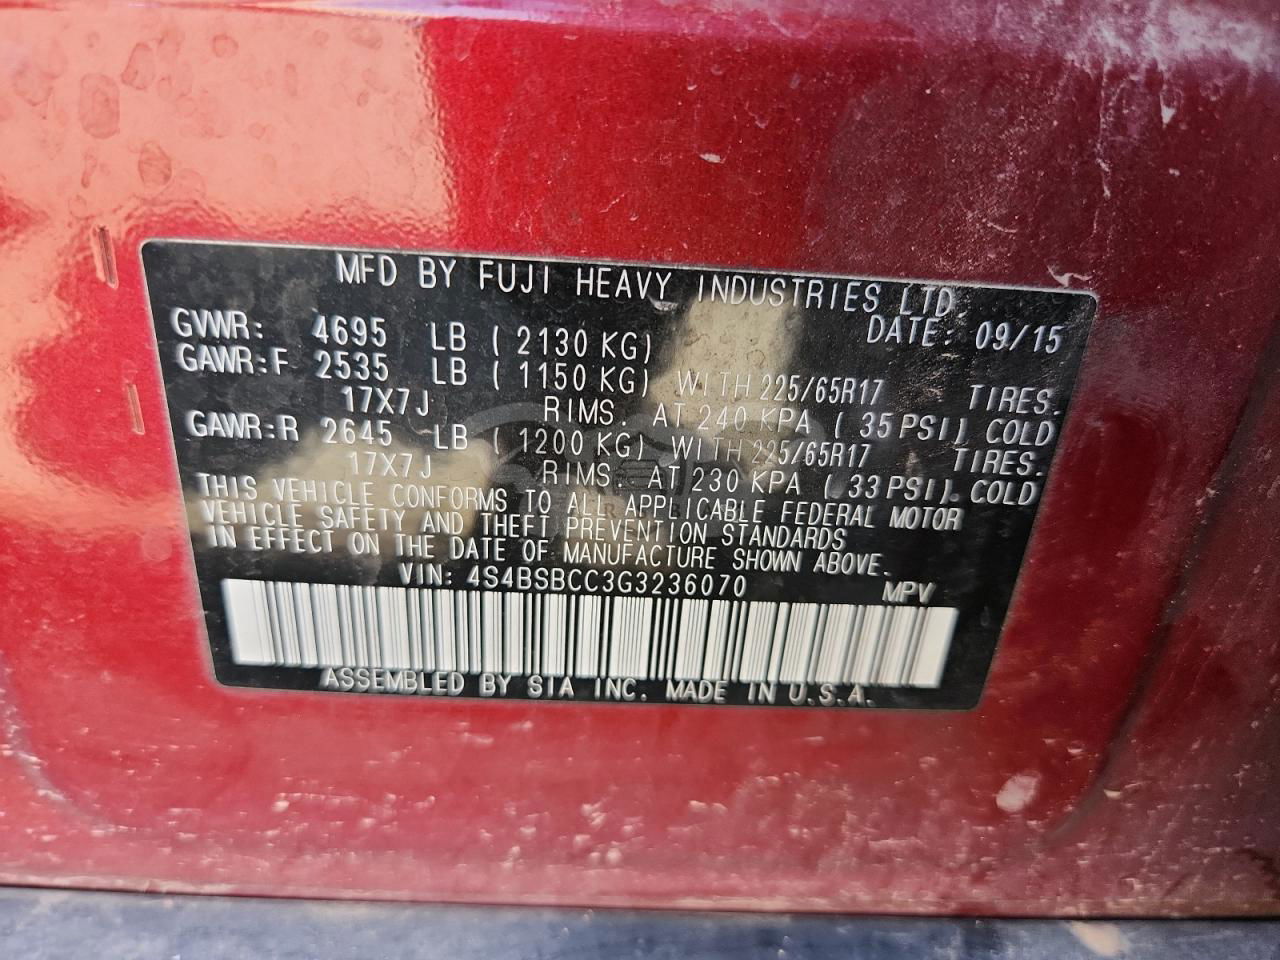 MFD BY FUJI HEAVY INDUSTRIES LTD.
DATE: 09/15
GVWR: 4695 LB ( 2130 KG)
GAWR:F 2535 LB ( 1150 KG) WITH 225/65R17 TIRES.
17X7J RIMS. AT 240 KPA ( 35 PSI) COLD
GAWR:R 2645 LB ( 1200 KG) WITH 225/65R17 TIRES.
17X7J RIMS. AT 230 KPA ( 33 PSI). COLD
THIS VEHICLE CONFORMS TO ALL APPLICABLE FEDERAL MOTOR
VEHICLE SAFETY AND THEFT PREVENTION STANDARDS
IN EFFECT ON THE DATE OF MANUFACTURE SHOWN ABOVE.
VIN: 4S4BSBCC3G3236070 MPV
ASSEMBLED BY SIA INC. MADE IN U.S.A.